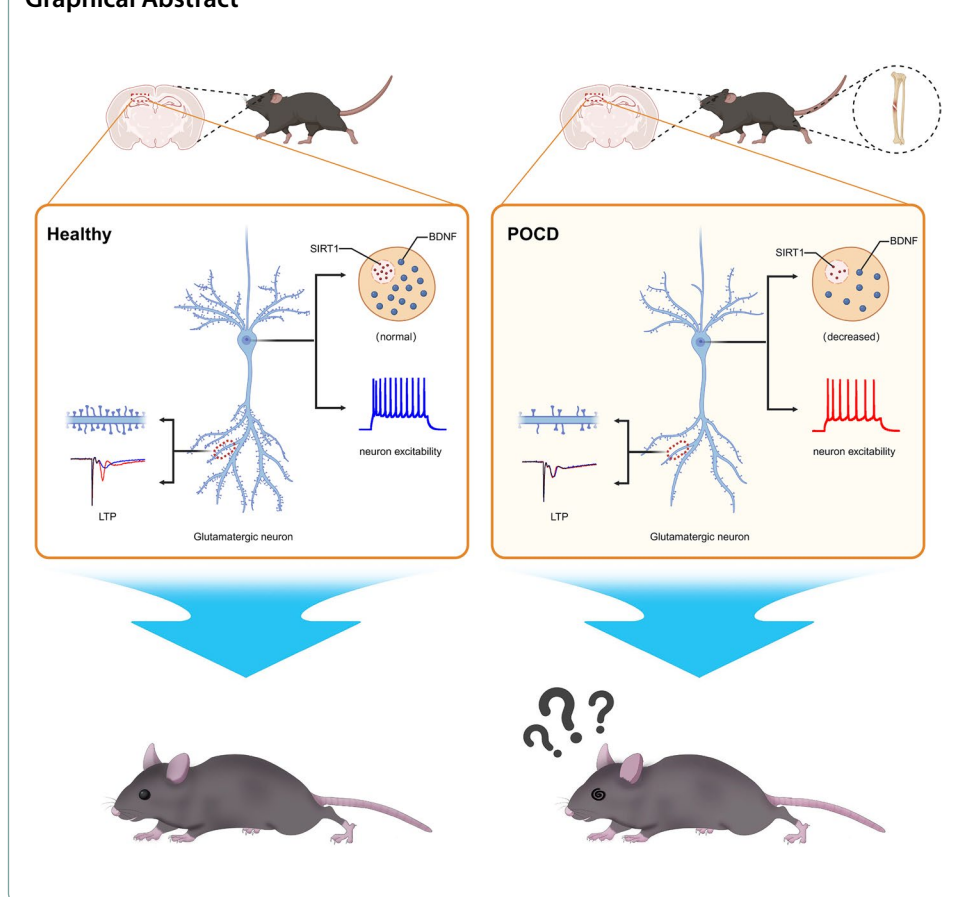 Graphical Abstract
Healthy
SIRT1
BDNF
(normal)
neuron excitability
LTP
Glutamatergic neuron
POCD
SIRT1
BDNF
(decreased)
neuron excitability
LTP
Glutamatergic neuron
???